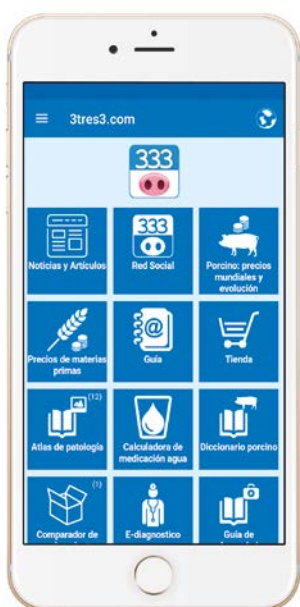 3tres3.com
333
333
Noticias y Artículos
Red Social
Porcino: precios
mundiales y
evolución
@
Precios de materias
primas
Guía
Tienda
(12)
Atlas de patología
Calculadora de
medicación agua
Diccionario porcino
(1)
Comparador de
E-diagnostico
Guía de